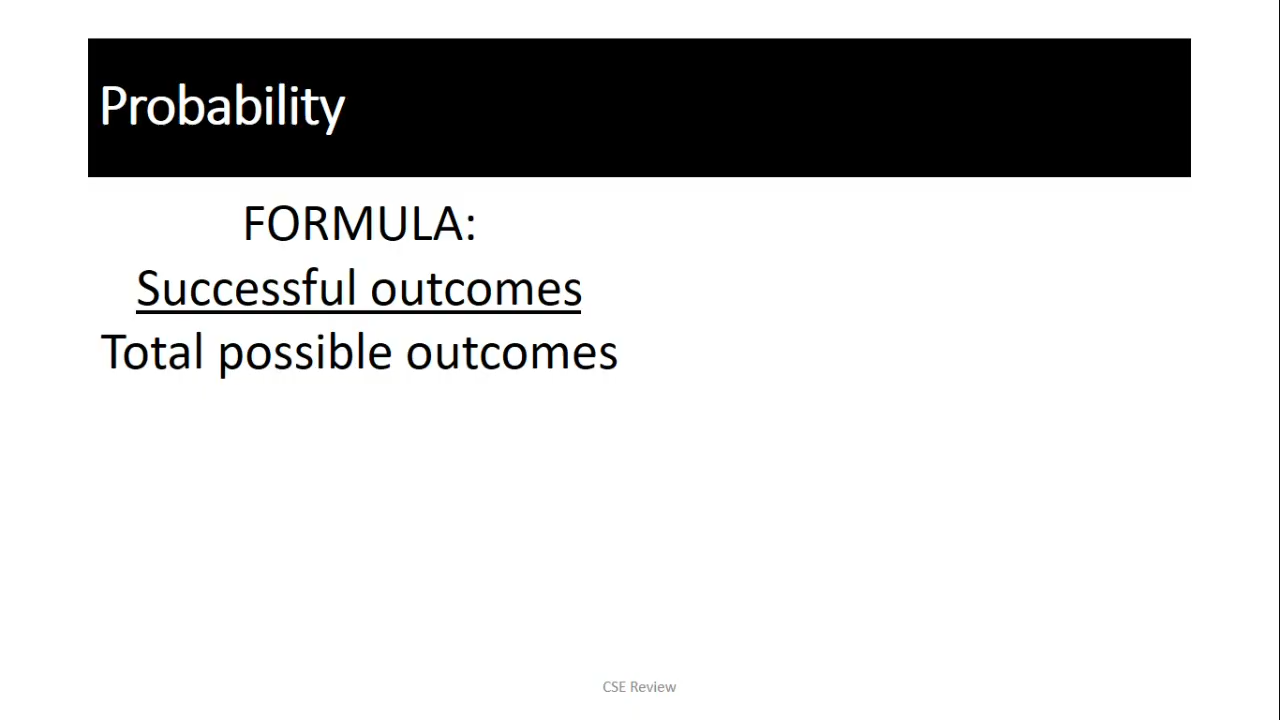 Probability
FORMULA:
Successful outcomes
Total possible outcomes
CSE Review